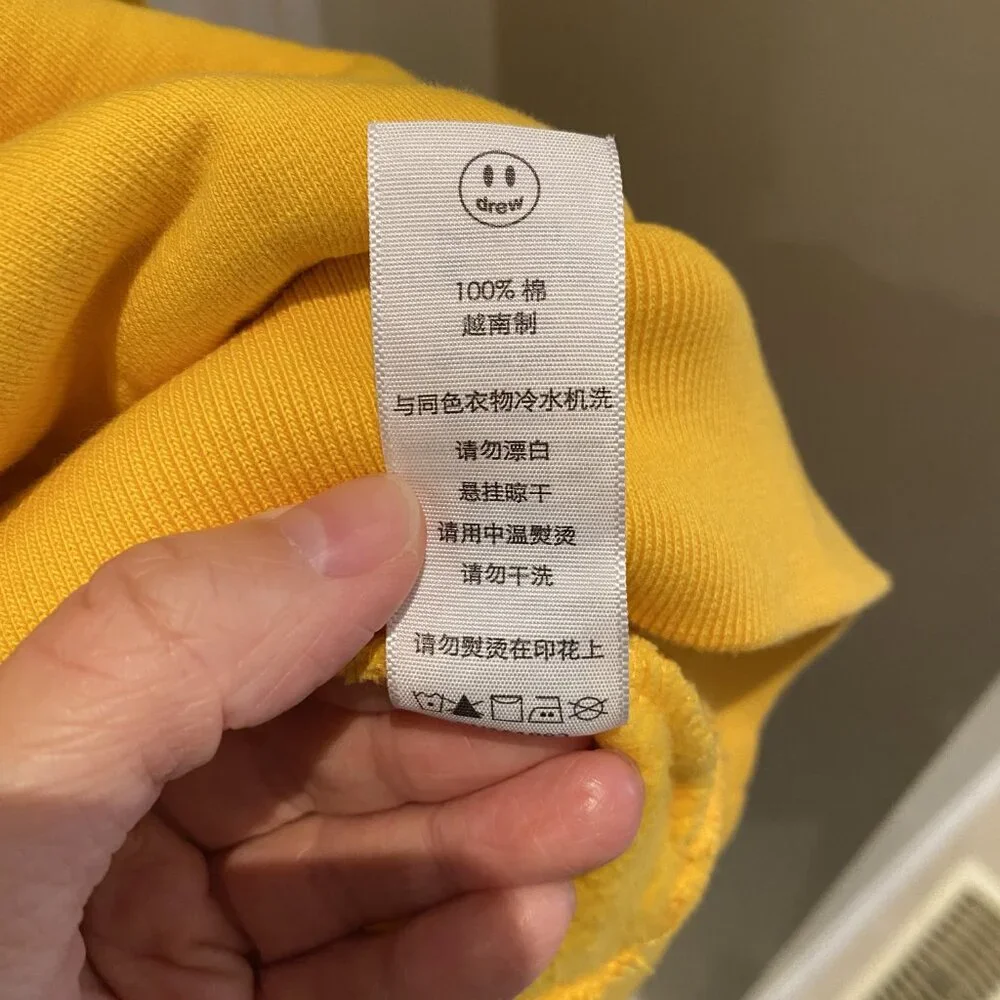 drew
100% 棉
越南制
与同色衣物冷水机洗
请勿漂白
悬挂晾干
请用中温熨烫
请勿干洗
请勿熨烫在印花上